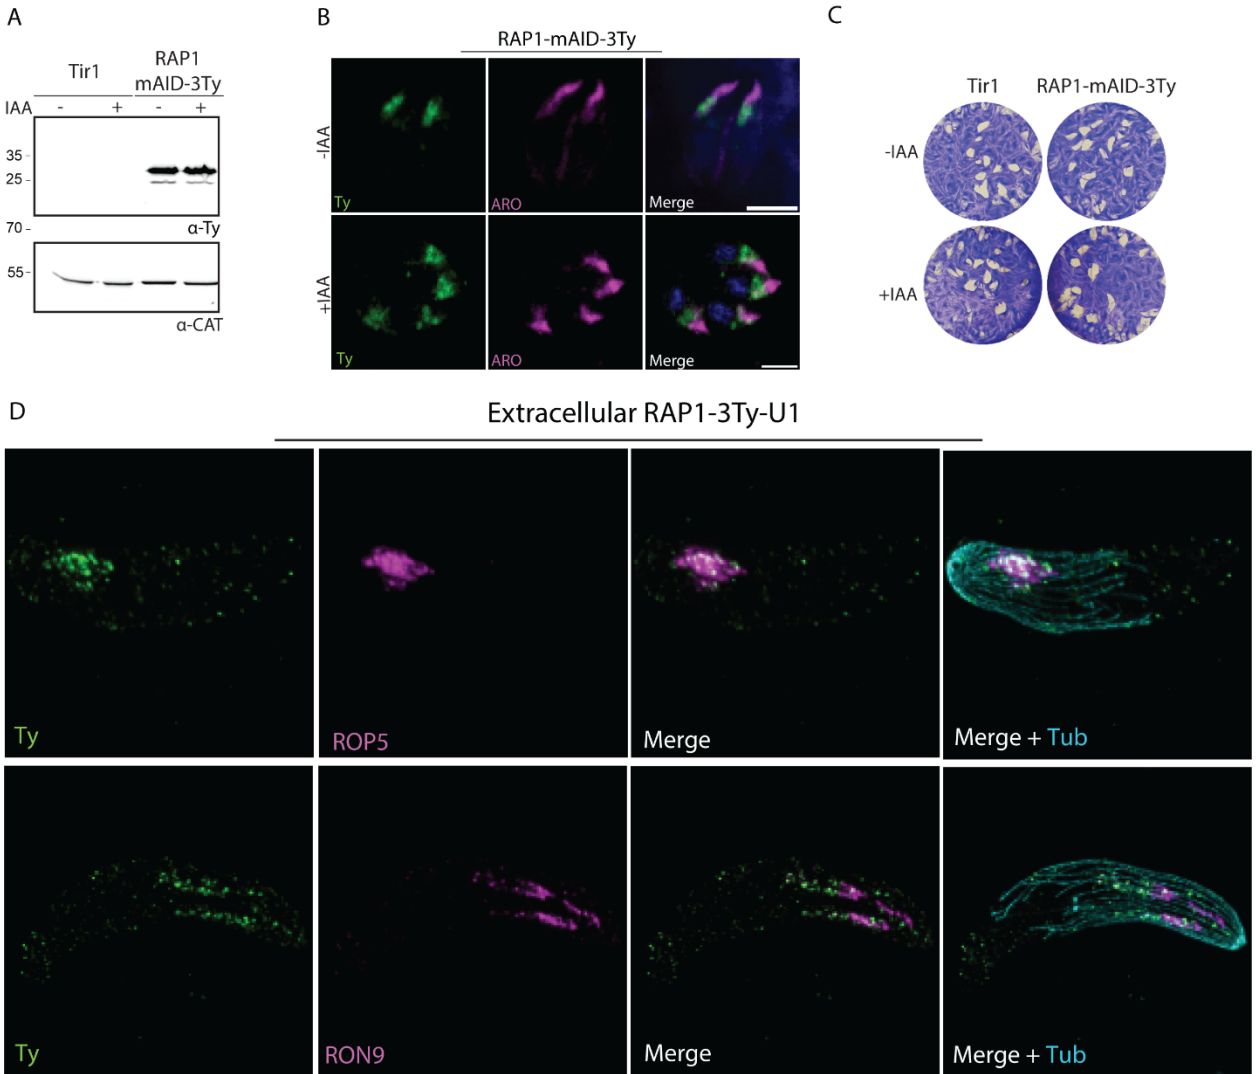 A
Tir1
RAP1
mAID-3Ty
IAA - + - +
35 -
25 -
α-Ty
70 -
55 -
α-CAT
B
RAP1-mAID-3Ty
-IAA
Ty
ARO
Merge
+IAA
Ty
ARO
Merge
C
Tir1
RAP1-mAID-3Ty
-IAA
+IAA
D
Extracellular RAP1-3Ty-U1
Ty
ROP5
Merge
Merge + Tub
Ty
RON9
Merge
Merge + Tub